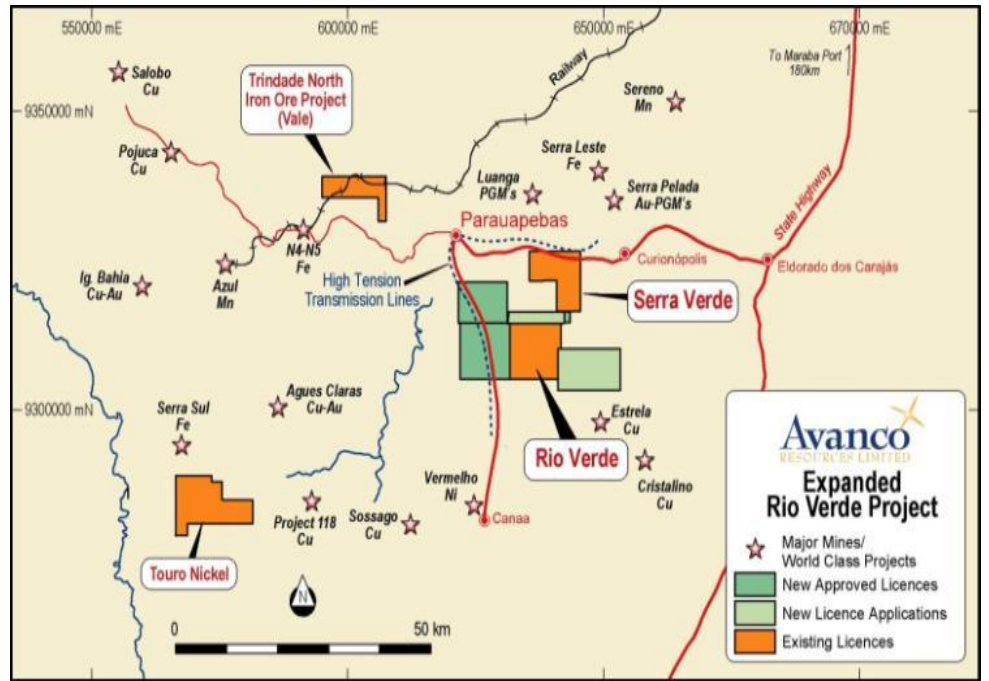 550000 mE
600000 mE
650000 mE
670000 mE
To Maraba Port
180km
Railway
Salobo
Cu
Trindade North
Iron Ore Project
(Vale)
Sereno
Mn
9350000 mN
Pojuca
Cu
Serra Leste
Fe
Luanga
PGM's
Serra Pelada
Au-PGM's
State Highway
Parauapebas
N4-N5
Fe
Curionópolis
Eldorado dos Carajás
Ig. Bahia
Cu-Au
Azul
Mn
High Tension
Transmission Lines
Serra Verde
Agues Claras
Cu-Au
9300000 mN
Serra Sul
Fe
Estrela
Cu
Rio Verde
Cristalino
Cu
Vermelho
Ni
Project 118
Cu
Sossago
Cu
Canaa
Touro Nickel
N
0
50 km
Avanco
RESOURCES LIMITED
Expanded
Rio Verde Project
Major Mines/
World Class Projects
New Approved Licences
New Licence Applications
Existing Licences